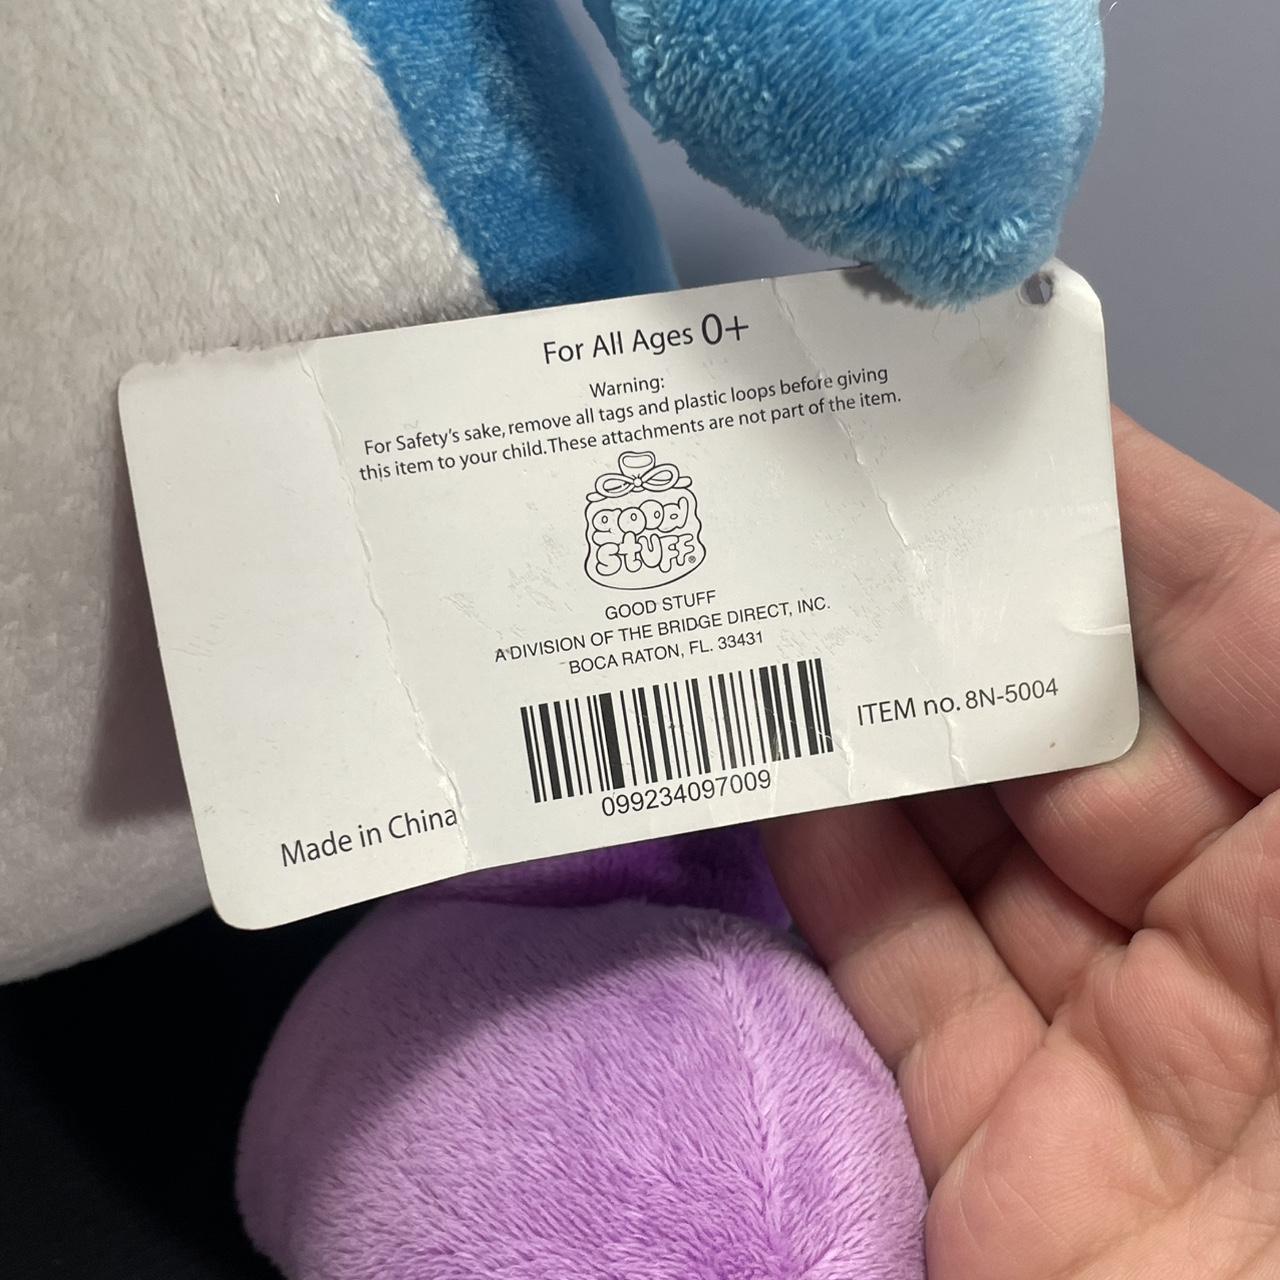 For All Ages 0+
Warning:
For Safety's sake, remove all tags and plastic loops before giving
this item to your child. These attachments are not part of the item.
good
stuff®
GOOD STUFF
A DIVISION OF THE BRIDGE DIRECT, INC.
BOCA RATON, FL. 33431
ITEM no. 8N-5004
099234097009
Made in China